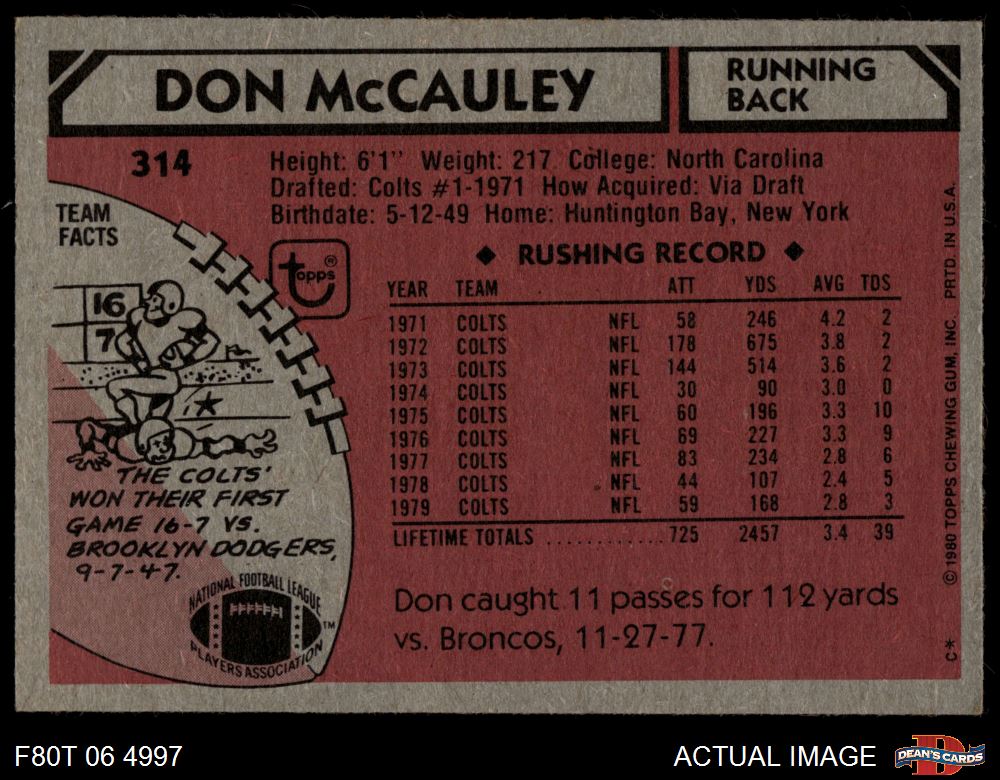 DON McCAULEY
RUNNING
BACK
314
Height: 6'1" Weight: 217 College: North Carolina
Drafted: Colts #1-1971 How Acquired: Via Draft
Birthdate: 5-12-49 Home: Huntington Bay, New York
TEAM
FACTS
16
7
topps®
THE COLTS'
WON THEIR FIRST
GAME 16-7 VS.
BROOKLYN DODGERS,
9-7-47.
NATIONAL FOOTBALL LEAGUE
PLAYERS ASSOCIATION
TM
◆ RUSHING RECORD ◆
YEAR TEAM ATT YDS AVG TDS
1971 COLTS NFL 58 246 4.2 2
1972 COLTS NFL 178 675 3.8 2
1973 COLTS NFL 144 514 3.6 2
1974 COLTS NFL 30 90 3.0 0
1975 COLTS NFL 60 196 3.3 10
1976 COLTS NFL 69 227 3.3 9
1977 COLTS NFL 83 234 2.8 6
1978 COLTS NFL 44 107 2.4 5
1979 COLTS NFL 59 168 2.8 3
LIFETIME TOTALS ............ 725 2457 3.4 39
Don caught 11 passes for 112 yards
vs. Broncos, 11-27-77.
C* © 1980 TOPPS CHEWING GUM, INC. PRTD. IN U.S.A.
F80T 06 4997
ACTUAL IMAGE
D
DEAN'S CARDS